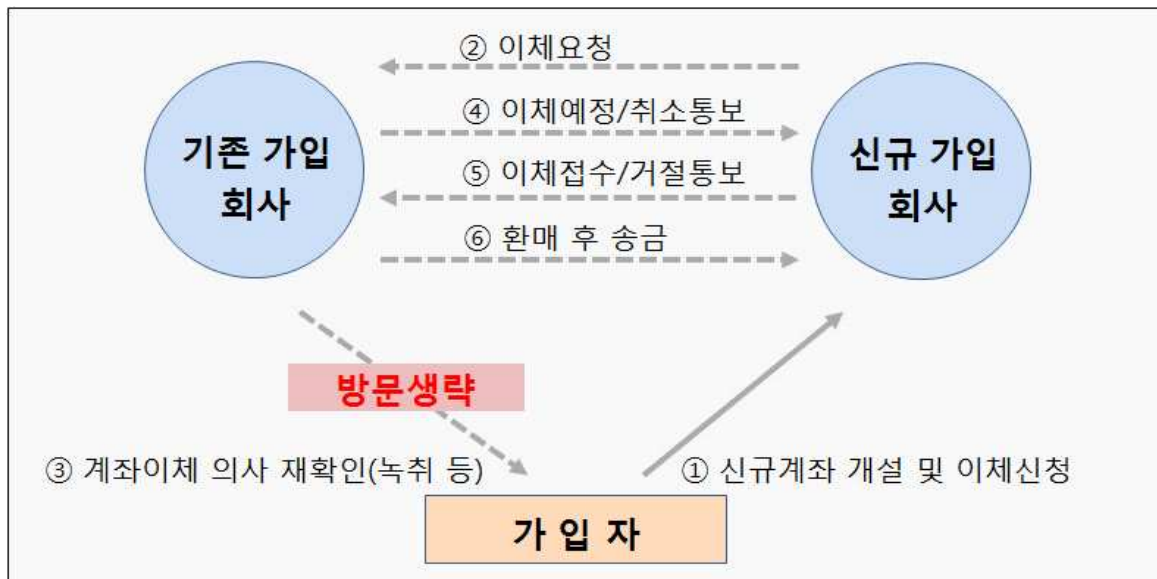 ② 이체요청
④ 이체예정/취소통보
⑤ 이체접수/거절통보
⑥ 환매 후 송금
기존 가입
회사
신규 가입
회사
방문생략
③ 계좌이체 의사 재확인(녹취 등)
① 신규계좌 개설 및 이체신청
가 입 자